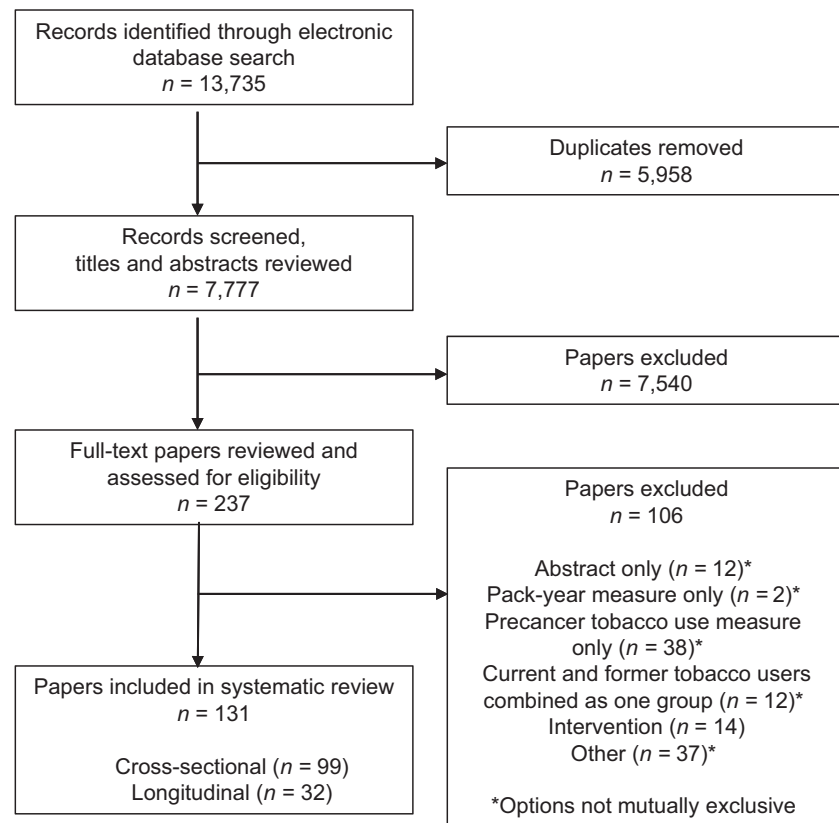 Records identified through electronic
database search
n = 13,735
Duplicates removed
n = 5,958
Records screened,
titles and abstracts reviewed
n = 7,777
Papers excluded
n = 7,540
Full-text papers reviewed and
assessed for eligibility
n = 237
Papers excluded
n = 106
Abstract only (n = 12)*
Pack-year measure only (n = 2)*
Precancer tobacco use measure
only (n = 38)*
Current and former tobacco users
combined as one group (n = 12)*
Intervention (n = 14)
Other (n = 37)*
*Options not mutually exclusive
Papers included in systematic review
n = 131
Cross-sectional (n = 99)
Longitudinal (n = 32)